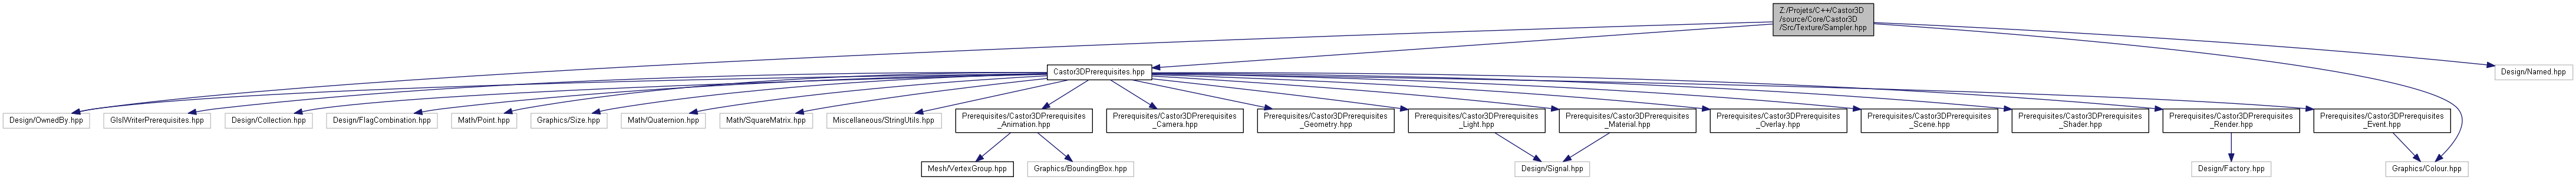 Z:/Projets/C++/Castor3D
/source/Core/Castor3D
/Src/Texture/Sampler.hpp
Castor3DPrerequisites.hpp
Design/Named.hpp
Design/OwnedBy.hpp
GlslWriterPrerequisites.hpp
Design/Collection.hpp
Design/FlagCombination.hpp
Math/Point.hpp
Graphics/Size.hpp
Math/Quaternion.hpp
Math/SquareMatrix.hpp
Miscellaneous/StringUtils.hpp
Prerequisites/Castor3DPrerequisites
_Animation.hpp
Prerequisites/Castor3DPrerequisites
_Camera.hpp
Prerequisites/Castor3DPrerequisites
_Geometry.hpp
Prerequisites/Castor3DPrerequisites
_Light.hpp
Prerequisites/Castor3DPrerequisites
_Material.hpp
Prerequisites/Castor3DPrerequisites
_Overlay.hpp
Prerequisites/Castor3DPrerequisites
_Scene.hpp
Prerequisites/Castor3DPrerequisites
_Shader.hpp
Prerequisites/Castor3DPrerequisites
_Render.hpp
Prerequisites/Castor3DPrerequisites
_Event.hpp
Mesh/VertexGroup.hpp
Graphics/BoundingBox.hpp
Design/Signal.hpp
Design/Factory.hpp
Graphics/Colour.hpp